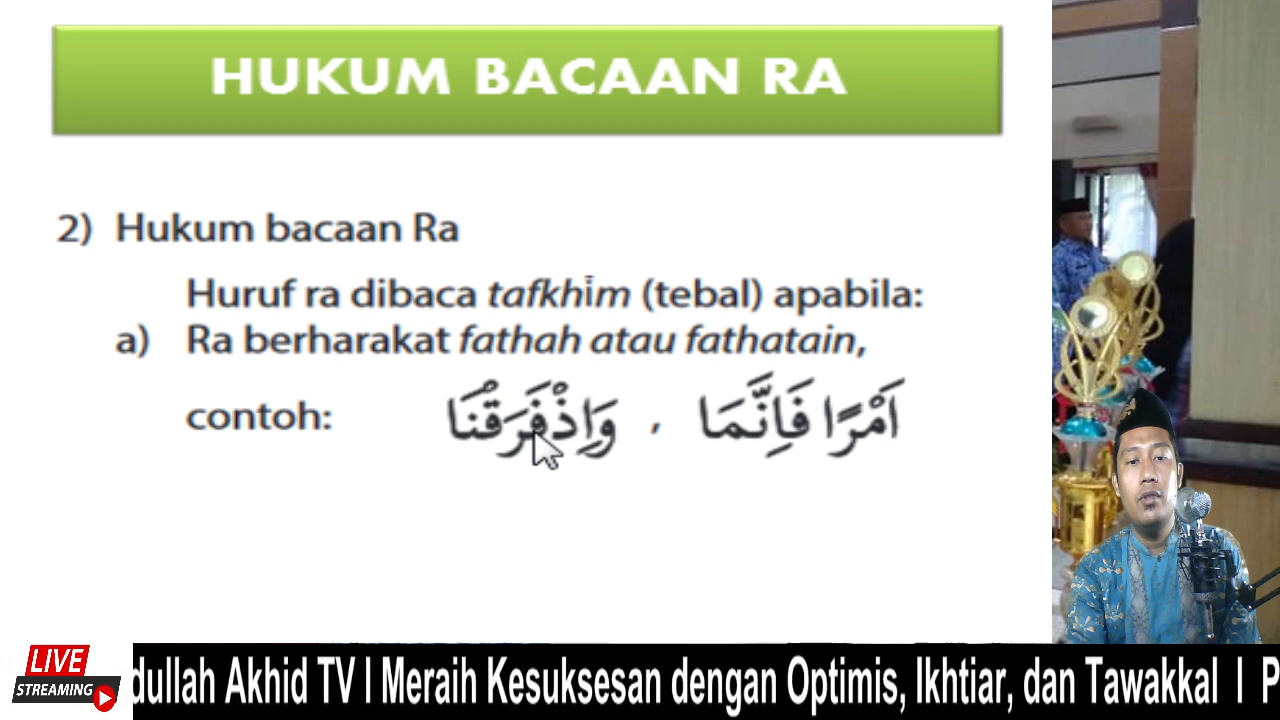 HUKUM BACAAN RA
2) Hukum bacaan Ra
Huruf ra dibaca tafkhīm (tebal) apabila:
a) Ra berharakat fathah atau fathatain,
contoh: اَمْرًا فَاِنَّمَا ، وَاِذْفَرَقْنَا
LIVE
STREAMING
dullah Akhid TV I Meraih Kesuksesan dengan Optimis, Ikhtiar, dan Tawakkal I P